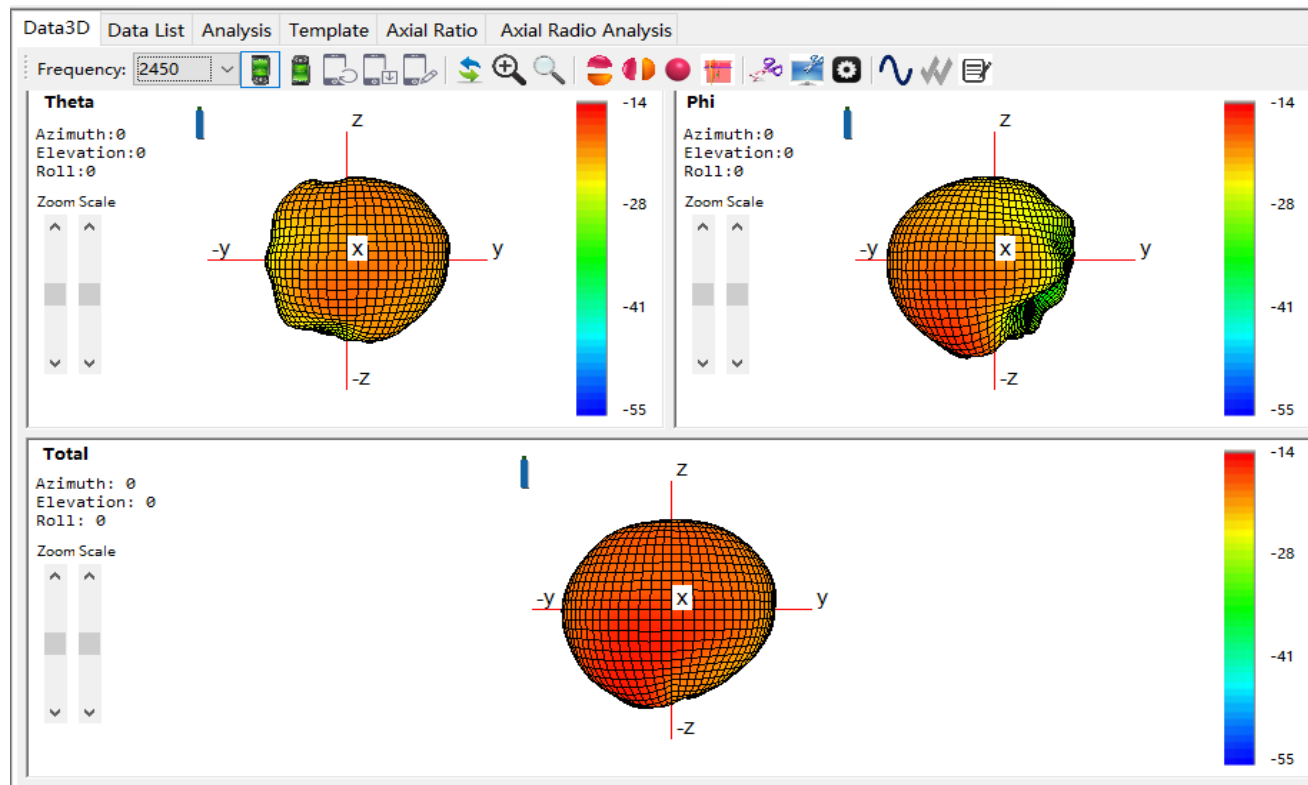 Data3D Data List Analysis Template Axial Ratio Axial Radio Analysis
Frequency: 2450
Theta
Azimuth:0
Elevation:0
Roll:0
Zoom Scale
z
-y
x
y
-z
-14
-28
-41
-55
Phi
Azimuth:0
Elevation:0
Roll:0
Zoom Scale
z
-y
x
y
-z
-14
-28
-41
-55
Total
Azimuth: 0
Elevation: 0
Roll: 0
Zoom Scale
z
-y
x
y
-z
-14
-28
-41
-55